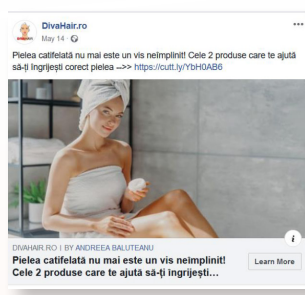 DivaHair.ro
May 14 ·
Pielea catifelată nu mai este un vis neîmplinit! Cele 2 produse care te ajută
să-ți îngrijești corect pielea -->> https://cutt.ly/YbH0AB6
DIVAHAIR.RO | BY ANDREEA BALUTEANU
Pielea catifelată nu mai este un vis neîmplinit!
Cele 2 produse care te ajută să-ți îngrijești...
Learn More